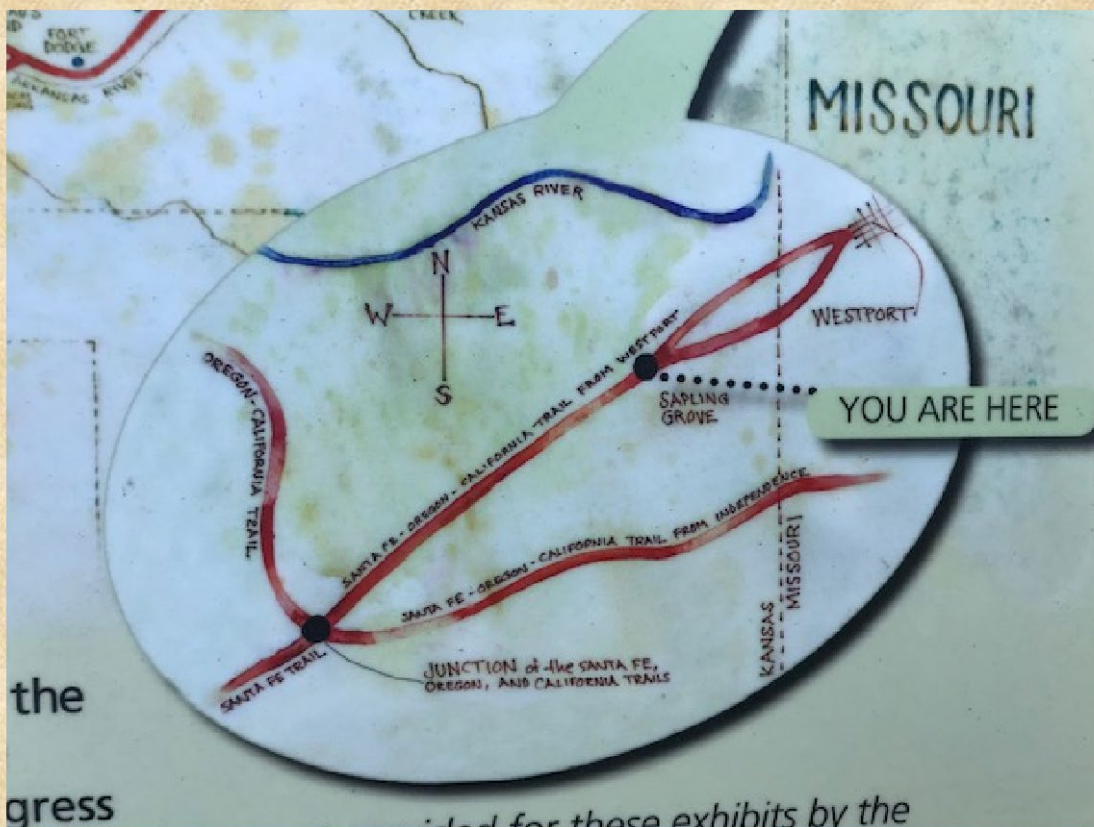 CREEK
FORT
DODGE
ARKANSAS RIVER
MISSOURI
KANSAS RIVER
N
W E
S
WESTPORT
OREGON-CALIFORNIA TRAIL
SANTA FE-OREGON-CALIFORNIA TRAIL FROM WESTPORT
SAPLING
GROVE
YOU ARE HERE
SANTA FE-OREGON-CALIFORNIA TRAIL FROM INDEPENDENCE
KANSAS
MISSOURI
SANTA FE TRAIL
JUNCTION of the SANTA FE,
OREGON, AND CALIFORNIA TRAILS
the
gress
for these exhibits by the